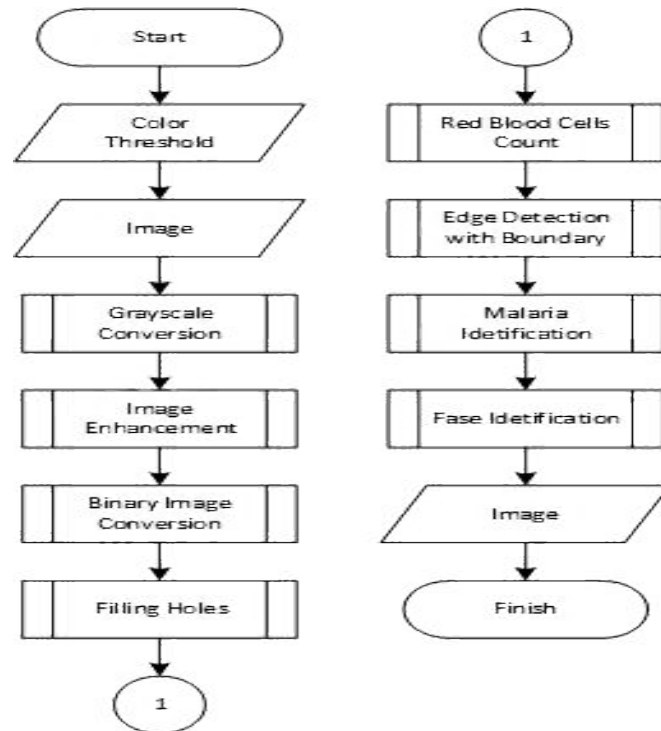 Start
Color
Threshold
Image
Grayscale
Conversion
Image
Enhancement
Binary Image
Conversion
Filling Holes
1
1
Red Blood Cells
Count
Edge Detection
with Boundary
Malaria
Idetification
Fase Idetification
Image
Finish